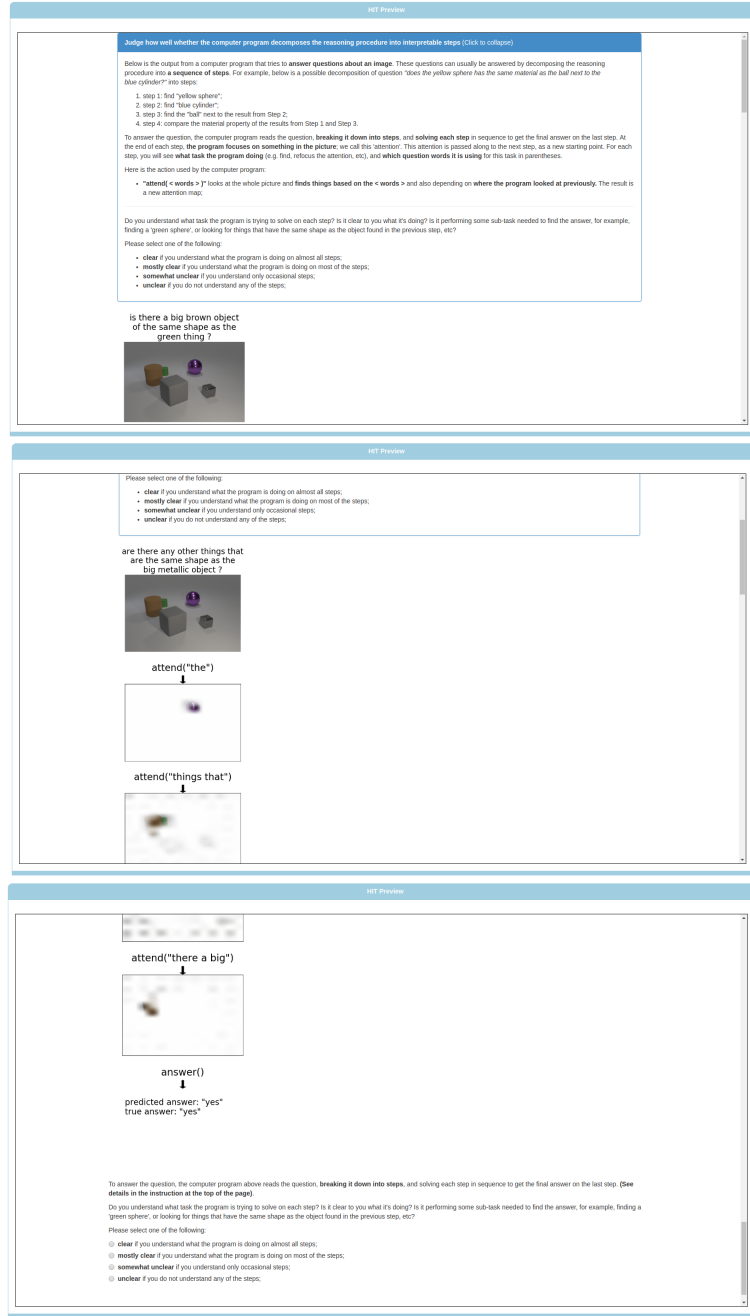 HIT Preview
Judge how well whether the computer program decomposes the reasoning procedure into interpretable steps (Click to collapse)
Below is the output from a computer program that tries to answer questions about an image. These questions can usually be answered by decomposing the reasoning
procedure into a sequence of steps. For example, below is a possible decomposition of question "does the yellow sphere has the same material as the ball next to the
blue cylinder?" into steps:
1. step 1: find "yellow sphere";
2. step 2: find "blue cylinder";
3. step 3: find the "ball" next to the result from Step 2;
4. step 4: compare the material property of the results from Step 1 and Step 3.
To answer the question, the computer program reads the question, breaking it down into steps, and solving each step in sequence to get the final answer on the last step. At
the end of each step, the program focuses on something in the picture; we call this 'attention'. This attention is passed along to the next step, as a new starting point. For each
step, you will see what task the program doing (e.g. find, refocus the attention, etc), and which question words it is using for this task in parentheses.
Here is the action used by the computer program:
• "attend( < words > )" looks at the whole picture and finds things based on the < words > and also depending on where the program looked at previously. The result is
a new attention map;
Do you understand what task the program is trying to solve on each step? Is it clear to you what it's doing? Is it performing some sub-task needed to find the answer, for example,
finding a 'green sphere', or looking for things that have the same shape as the object found in the previous step, etc?
Please select one of the following:
• clear if you understand what the program is doing on almost all steps;
• mostly clear if you understand what the program is doing on most of the steps;
• somewhat unclear if you understand only occasional steps;
• unclear if you do not understand any of the steps;
is there a big brown object
of the same shape as the
green thing ?
HIT Preview
Please select one of the following:
• clear if you understand what the program is doing on almost all steps;
• mostly clear if you understand what the program is doing on most of the steps;
• somewhat unclear if you understand only occasional steps;
• unclear if you do not understand any of the steps;
are there any other things that
are the same shape as the
big metallic object ?
attend("the")
attend("things that")
HIT Preview
attend("there a big")
answer()
predicted answer: "yes"
true answer: "yes"
To answer the question, the computer program above reads the question, breaking it down into steps, and solving each step in sequence to get the final answer on the last step. (See
details in the instruction at the top of the page).
Do you understand what task the program is trying to solve on each step? Is it clear to you what it's doing? Is it performing some sub-task needed to find the answer, for example, finding a
'green sphere', or looking for things that have the same shape as the object found in the previous step, etc?
Please select one of the following:
clear if you understand what the program is doing on almost all steps;
mostly clear if you understand what the program is doing on most of the steps;
somewhat unclear if you understand only occasional steps;
unclear if you do not understand any of the steps;